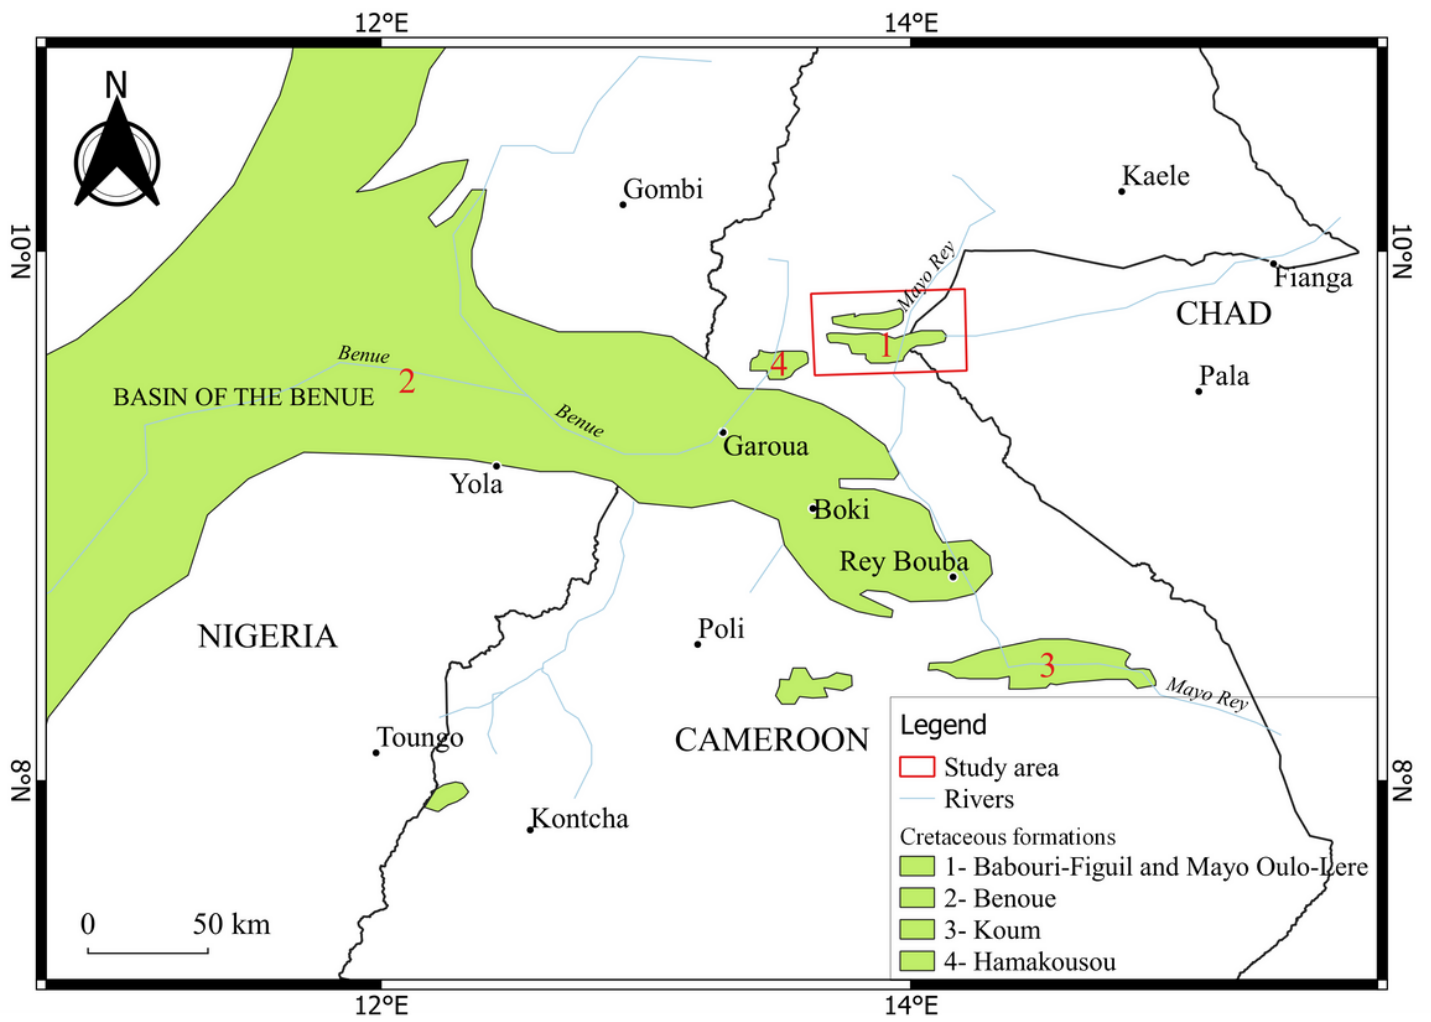 12°E 14°E
N
Gombi
Kaele
10°N 10°N
Mayo Rey
Fianga
CHAD
1
4
Benue
2
Pala
BASIN OF THE BENUE
Benue
Garoua
Yola
Boki
Rey Bouba
NIGERIA
Poli
3
Mayo Rey
Toungo
CAMEROON
8°N 8°N
Kontcha
0 50 km
Legend
Study area
Rivers
Cretaceous formations
1- Babouri-Figuil and Mayo Oulo-Lere
2- Benoue
3- Koum
4- Hamakousou
12°E 14°E